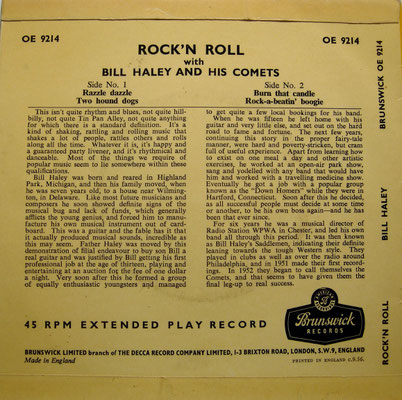 OE 9214
OE 9214
ROCK'N ROLL
with
BILL HALEY AND HIS COMETS
Side No. 1
Razzle dazzle
Two hound dogs
Side No. 2
Burn that candle
Rock-a-beatin' boogie
This isn't quite rhythm and blues, not quite hill-
billy, not quite Tin Pan Alley, not quite anything
for which there is a standard definition. It's a
kind of shaking, rattling and rolling music that
shakes a lot of people, rattles others and rolls
along all the time. Whatever it is, it's happy and
a guaranteed party livener, and it's rhythmical and
danceable. Most of the things we require of
popular music seem to lie somewhere within these
qualifications.
Bill Haley was born and reared in Highland
Park, Michigan, and then his family moved, when
he was seven years old, to a house near Wilming-
ton, in Delaware. Like most future musicians and
composers he soon showed definite signs of the
musical bug and lack of funds, which generally
afflicts the young genius, and forced him to manu-
facture his own musical instrument out of card-
board. This was a guitar and the fable has it that
it actually produced musical sounds, incredible as
this may seem. Father Haley was moved by this
demonstration of filial endeavour to buy son Bill a
real guitar and was justified by Bill getting his first
professional job at the age of thirteen, playing and
entertaining at an auction for the fee of one dollar
a night. Very soon after this he formed a group
of equally enthusiastic youngsters and managed
to get quite a few local bookings for his band.
When he was fifteen he left home with his
guitar and very little else, and set out on the hard
road to fame and fortune. The next few years,
continuing this story in the proper fairy-tale
manner, were hard and poverty-stricken, but cram
full of useful experience. Apart from learning how
to exist on one meal a day and other artistic
exercises, he worked at an open-air park show,
sang and yodelled with any band that would have
him and worked with a travelling medicine show.
Eventually he got a job with a popular group
known as the "Down Homers" while they were in
Hartford, Connecticut. Soon after this he decided,
as all successful people must decide at some time
or another, to be his own boss again—and he has
been that ever since.
For six years he was a musical director of
Radio Station WPWA in Chester, and led his own
band all through this period. It was then known
as Bill Haley's Saddlemen, indicating their definite
leaning towards the tough Western style. They
played in clubs as well as over the radio around
Philadelphia, and in 1951 made their first record-
ings. In 1952 they began to call themselves the
Comets, and that seems to have given them the
final leg-up to real success.
45 RPM EXTENDED PLAY RECORD
Brunswick
RECORDS
BRUNSWICK LIMITED branch of THE DECCA RECORD COMPANY LIMITED, 1-3 BRIXTON ROAD, LONDON, S.W.9, ENGLAND
Made in England
PRINTED IN ENGLAND
BRUNSWICK OE 9214
BILL HALEY
ROCK'N ROLL